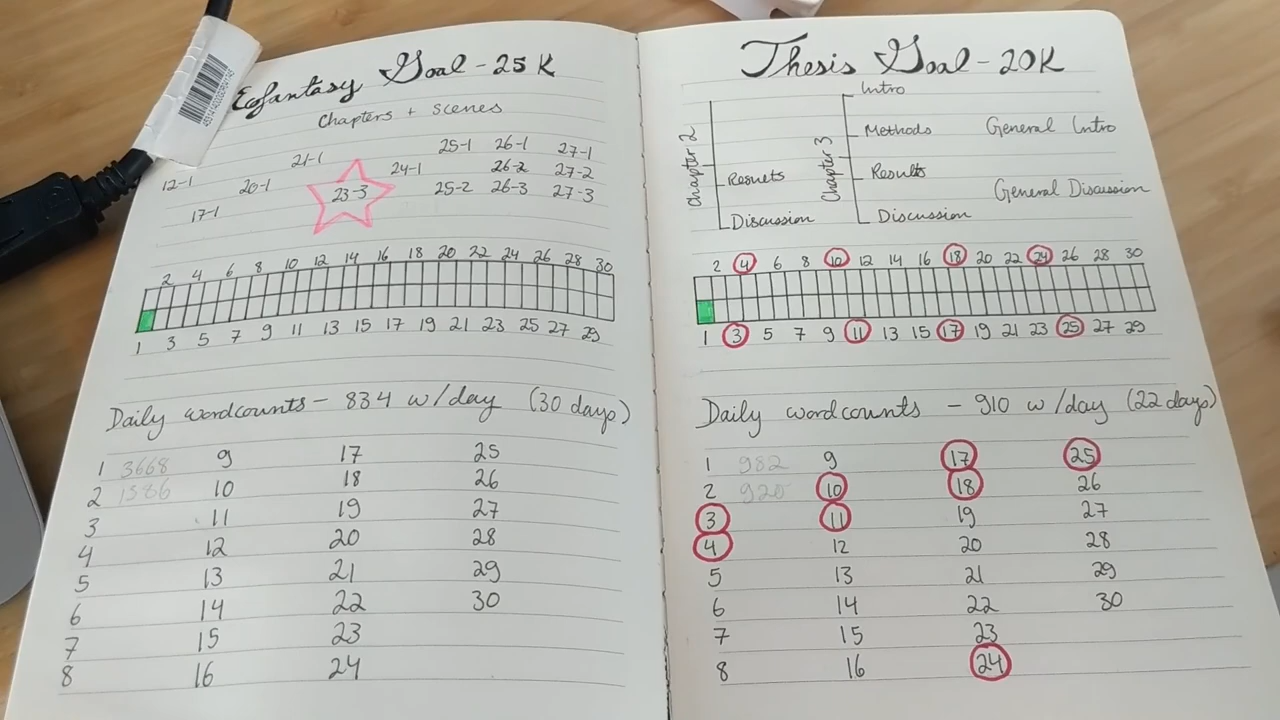 Ecofantasy Goal - 25K
Chapters + scenes
25-1 26-1 27-1
21-1 24-1 26-2 27-2
12-1 20-1 23-3 25-2 26-3 27-3
17-1
2 4 6 8 10 12 14 16 18 20 22 24 26 28 30
1 3 5 7 9 11 13 15 17 19 21 23 25 27 29
Daily wordcounts - 834 w/day (30 days)
1 3668 9 17 25
2 1586 10 18 26
3 11 19 27
4 12 20 28
5 13 21 29
6 14 22 30
7 15 23
8 16 24
Thesis Goal - 20K
Chapter 2
Results
Discussion
Chapter 3
Intro
Methods
Results
Discussion
General Intro
General Discussion
2 4 6 8 10 12 14 16 18 20 22 24 26 28 30
1 3 5 7 9 11 13 15 17 19 21 23 25 27 29
Daily wordcounts - 910 w/day (22 days)
1 982 9 17 25
2 920 10 18 26
3 11 19 27
4 12 20 28
5 13 21 29
6 14 22 30
7 15 23
8 16 24